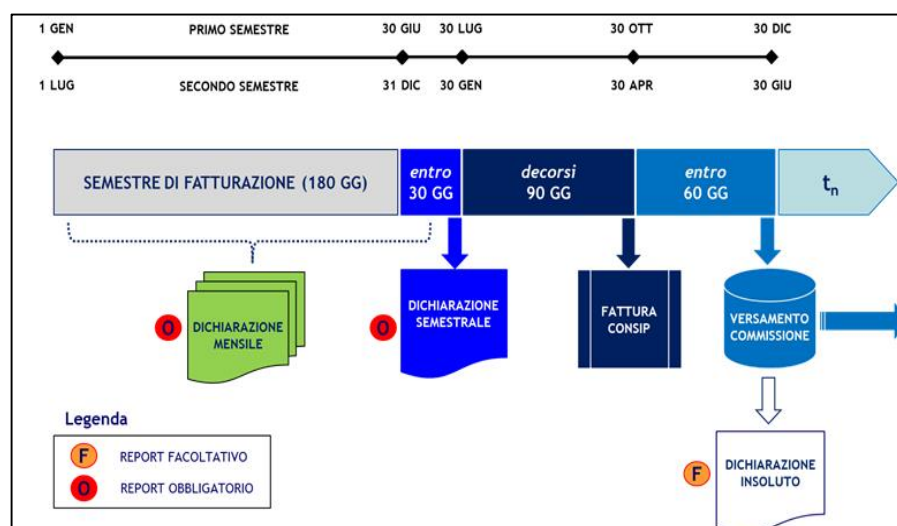 1 GEN PRIMO SEMESTRE 30 GIU 30 LUG 30 OTT 30 DIC
1 LUG SECONDO SEMESTRE 31 DIC 30 GEN 30 APR 30 GIU
SEMESTRE DI FATTURAZIONE (180 GG)
entro
30 GG
decorsi
90 GG
entro
60 GG
tn
O
DICHIARAZIONE
MENSILE
O
DICHIARAZIONE
SEMESTRALE
FATTURA
CONSIP
VERSAMENTO
COMMISSIONE
Legenda
F REPORT FACOLTATIVO
O REPORT OBBLIGATORIO
F
DICHIARAZIONE
INSOLUTO